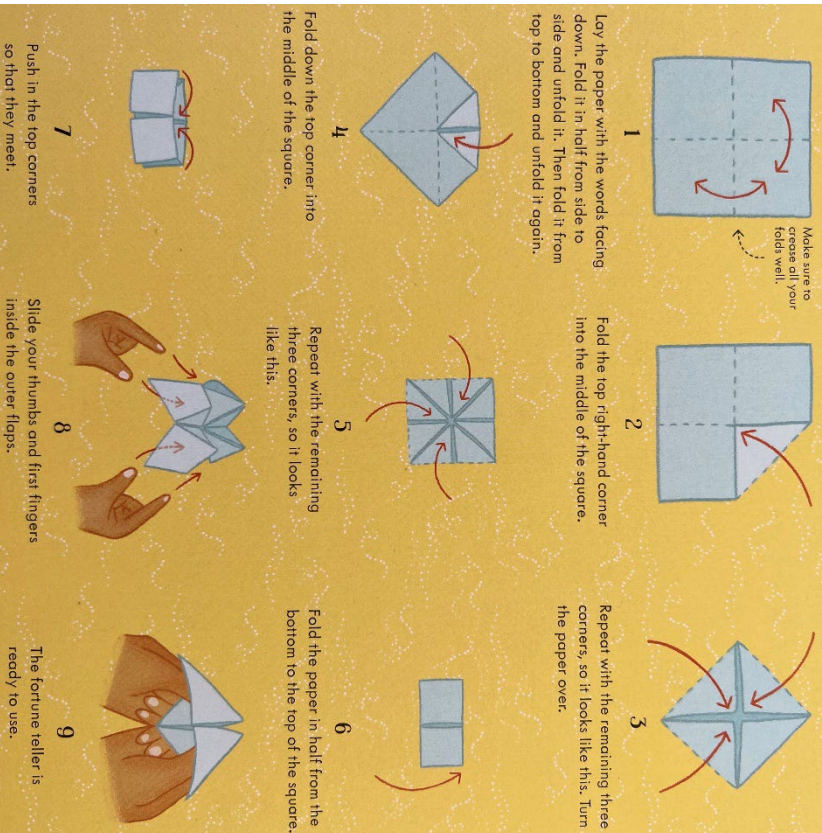 Make sure to
crease all your
folds well.
1
Lay the paper with the words facing
down. Fold it in half from side to
side and unfold it. Then fold it from
top to bottom and unfold it again.
2
Fold the top right-hand corner
into the middle of the square.
3
Repeat with the remaining three
corners, so it looks like this. Turn
the paper over.
4
Fold down the top corner into
the middle of the square.
5
Repeat with the remaining
three corners, so it looks
like this.
6
Fold the paper in half from the
bottom to the top of the square.
7
Push in the top corners
so that they meet.
8
Slide your thumbs and first fingers
inside the outer flaps.
9
The fortune teller is
ready to use.